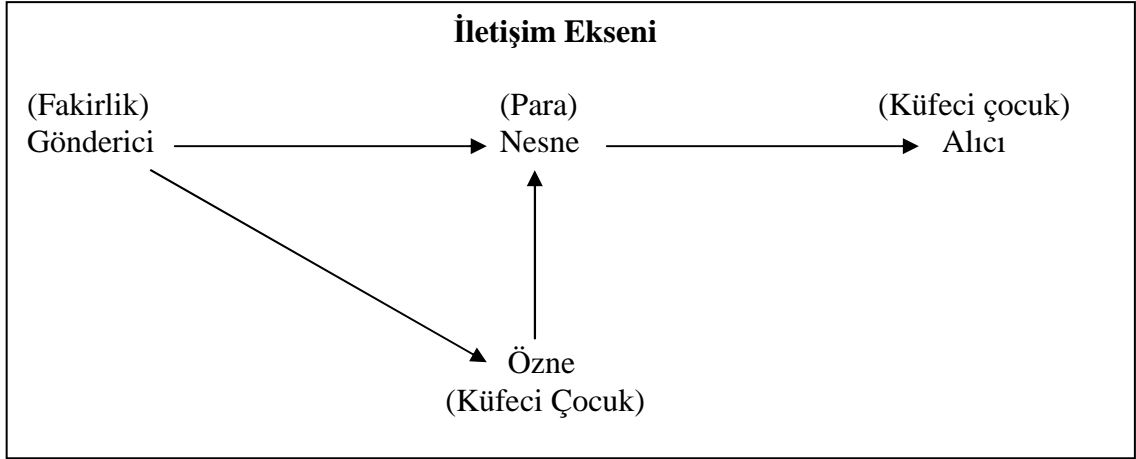 İletişim Ekseni
(Fakirlik) (Para) (Küfeci çocuk)
Gönderici Nesne Alıcı
Özne
(Küfeci Çocuk)